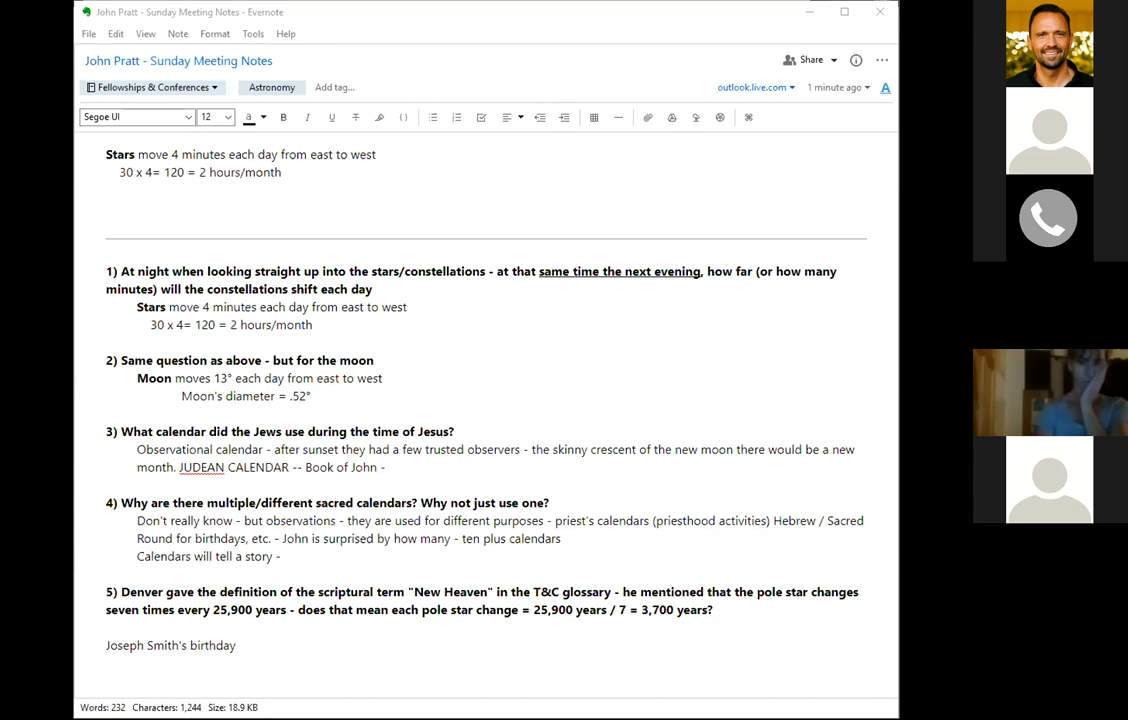 John Pratt - Sunday Meeting Notes - Evernote
File Edit View Note Format Tools Help
John Pratt - Sunday Meeting Notes
Share
Fellowships & Conferences Astronomy Add tag...
outlook.live.com 1 minute ago A
Segoe UI 12 a B I U T
Stars move 4 minutes each day from east to west
30 x 4= 120 = 2 hours/month
1) At night when looking straight up into the stars/constellations - at that same time the next evening, how far (or how many
minutes) will the constellations shift each day
Stars move 4 minutes each day from east to west
30 x 4= 120 = 2 hours/month
2) Same question as above - but for the moon
Moon moves 13° each day from east to west
Moon's diameter = .52°
3) What calendar did the Jews use during the time of Jesus?
Observational calendar - after sunset they had a few trusted observers - the skinny crescent of the new moon there would be a new
month. JUDEAN CALENDAR -- Book of John -
4) Why are there multiple/different sacred calendars? Why not just use one?
Don't really know - but observations - they are used for different purposes - priest's calendars (priesthood activities) Hebrew / Sacred
Round for birthdays, etc. - John is surprised by how many - ten plus calendars
Calendars will tell a story -
5) Denver gave the definition of the scriptural term "New Heaven" in the T&C glossary - he mentioned that the pole star changes
seven times every 25,900 years - does that mean each pole star change = 25,900 years / 7 = 3,700 years?
Joseph Smith's birthday
Words: 232 Characters: 1,244 Size: 18.9 KB